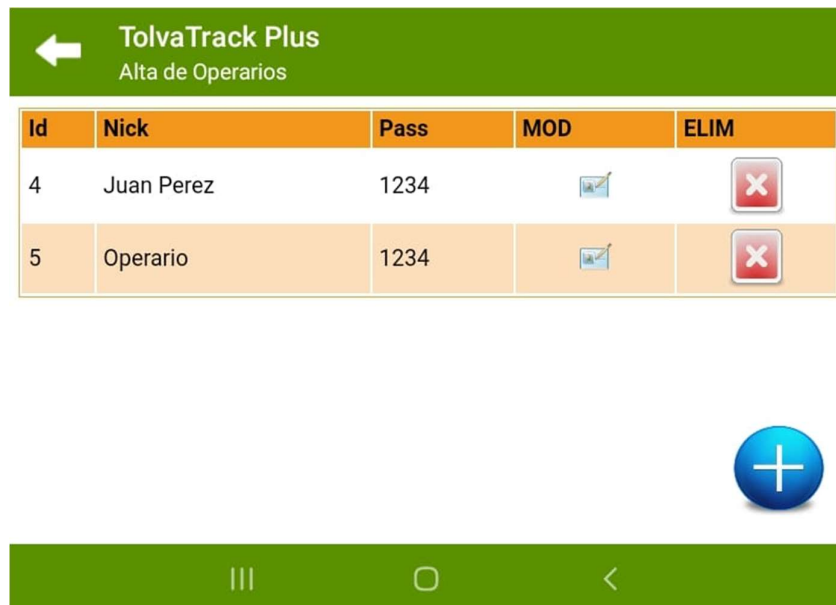 TolvaTrack Plus
Alta de Operarios
Id Nick Pass MOD ELIM
4 Juan Perez 1234
5 Operario 1234